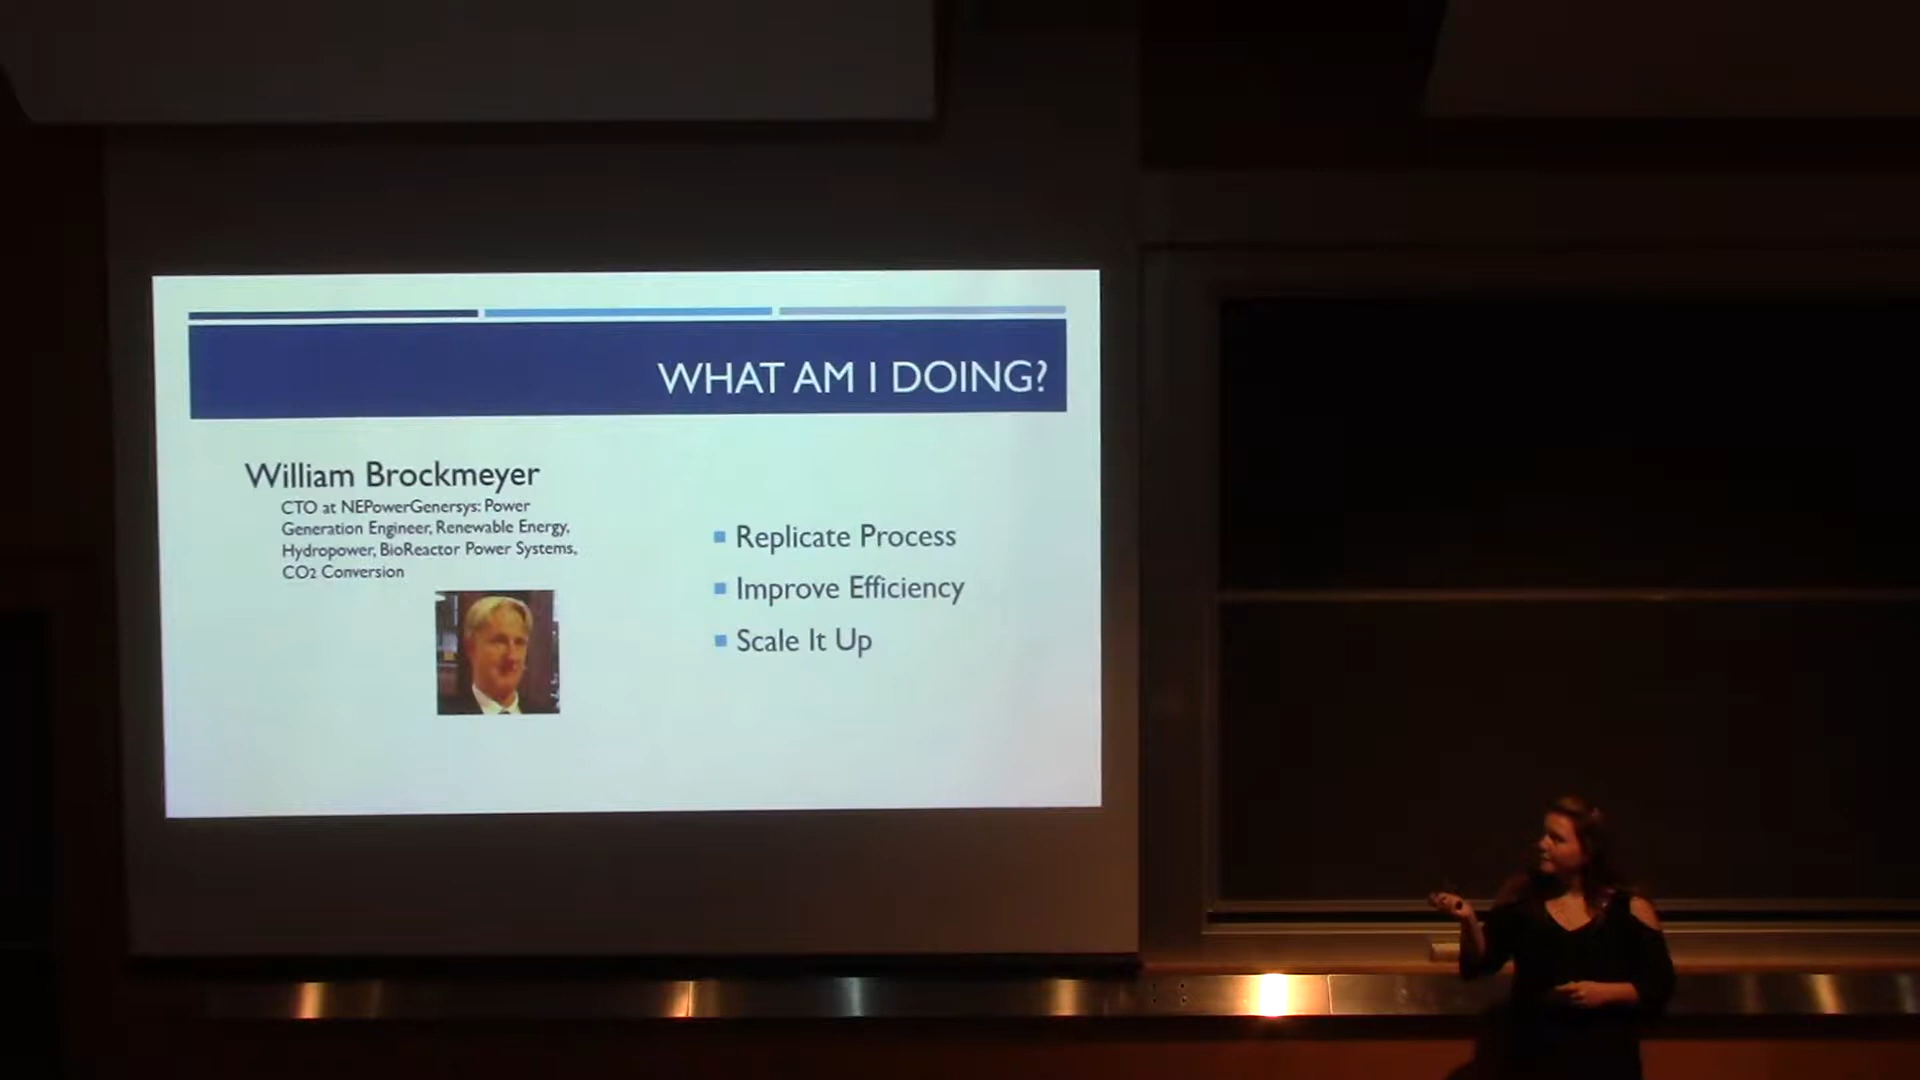 WHAT AM I DOING?
William Brockmeyer
CTO at NEPowerGenersys: Power
Generation Engineer, Renewable Energy,
Hydropower, BioReactor Power Systems,
CO2 Conversion
Replicate Process
Improve Efficiency
Scale It Up